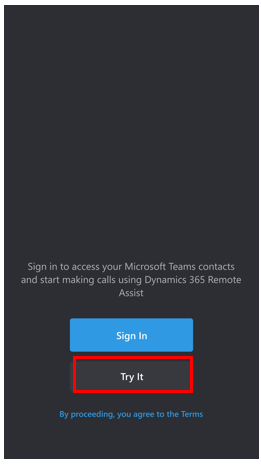 Sign in to access your Microsoft Teams contacts
and start making calls using Dynamics 365 Remote
Assist
Sign In
Try It
By proceeding, you agree to the Terms